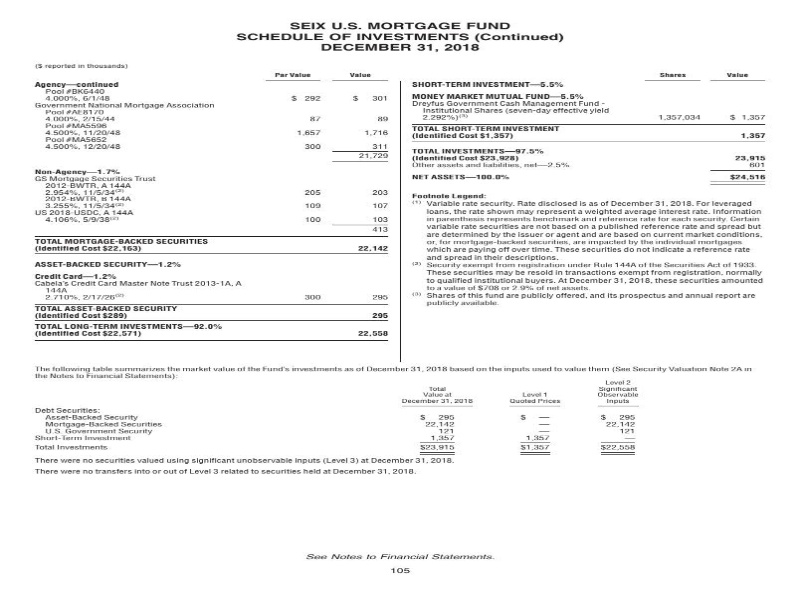 SEIX U.S. MORTGAGE FUND
SCHEDULE OF INVESTMENTS (Continued)
DECEMBER 31, 2018
($ reported in thousands)
Par Value Value
Agency—continued
Pool #BK6440
4.000%, 6/1/48 $ 292 $ 301
Government National Mortgage Association
Pool #AE8170
4.000%, 2/15/44 87 89
Pool #MA5596
4.500%, 11/20/48 1,657 1,716
Pool #MA5652
4.500%, 12/20/48 300 311
21,729
Non-Agency—1.7%
GS Mortgage Securities Trust
2012-BWTR, A 144A
2.954%, 11/5/34(2) 205 203
2012-BWTR, B 144A
3.255%, 11/5/34(2) 109 107
US 2018-USDC, A 144A
4.106%, 5/9/38(2) 100 103
413
TOTAL MORTGAGE-BACKED SECURITIES
(Identified Cost $22,163) 22,142
ASSET-BACKED SECURITY—1.2%
Credit Card—1.2%
Cabela's Credit Card Master Note Trust 2013-1A, A
144A
2.710%, 2/17/26(2) 300 295
TOTAL ASSET-BACKED SECURITY
(Identified Cost $289) 295
TOTAL LONG-TERM INVESTMENTS—92.0%
(Identified Cost $22,571) 22,558
Shares Value
SHORT-TERM INVESTMENT—5.5%
MONEY MARKET MUTUAL FUND—5.5%
Dreyfus Government Cash Management Fund -
Institutional Shares (seven-day effective yield
2.292%)(3) 1,357,034 $ 1,357
TOTAL SHORT-TERM INVESTMENT
(Identified Cost $1,357) 1,357
TOTAL INVESTMENTS—97.5%
(Identified Cost $23,928) 23,915
Other assets and liabilities, net—2.5% 601
NET ASSETS—100.0% $24,516
Footnote Legend:
(1) Variable rate security. Rate disclosed is as of December 31, 2018. For leveraged
loans, the rate shown may represent a weighted average interest rate. Information
in parenthesis represents benchmark and reference rate for each security. Certain
variable rate securities are not based on a published reference rate and spread but
are determined by the issuer or agent and are based on current market conditions,
or, for mortgage-backed securities, are impacted by the individual mortgages
which are paying off over time. These securities do not indicate a reference rate
and spread in their descriptions.
(2) Security exempt from registration under Rule 144A of the Securities Act of 1933.
These securities may be resold in transactions exempt from registration, normally
to qualified institutional buyers. At December 31, 2018, these securities amounted
to a value of $708 or 2.9% of net assets.
(3) Shares of this fund are publicly offered, and its prospectus and annual report are
publicly available.
The following table summarizes the market value of the Fund's investments as of December 31, 2018 based on the inputs used to value them (See Security Valuation Note 2A in
the Notes to Financial Statements):
Total Value at December 31, 2018 Level 1 Quoted Prices Level 2 Significant Observable Inputs
Debt Securities:
Asset-Backed Security $ 295 $ — $ 295
Mortgage-Backed Securities 22,142 — 22,142
U.S. Government Security 121 — 121
Short-Term Investment 1,357 1,357 —
Total Investments $23,915 $1,357 $22,558
There were no securities valued using significant unobservable inputs (Level 3) at December 31, 2018.
There were no transfers into or out of Level 3 related to securities held at December 31, 2018.
See Notes to Financial Statements.
105